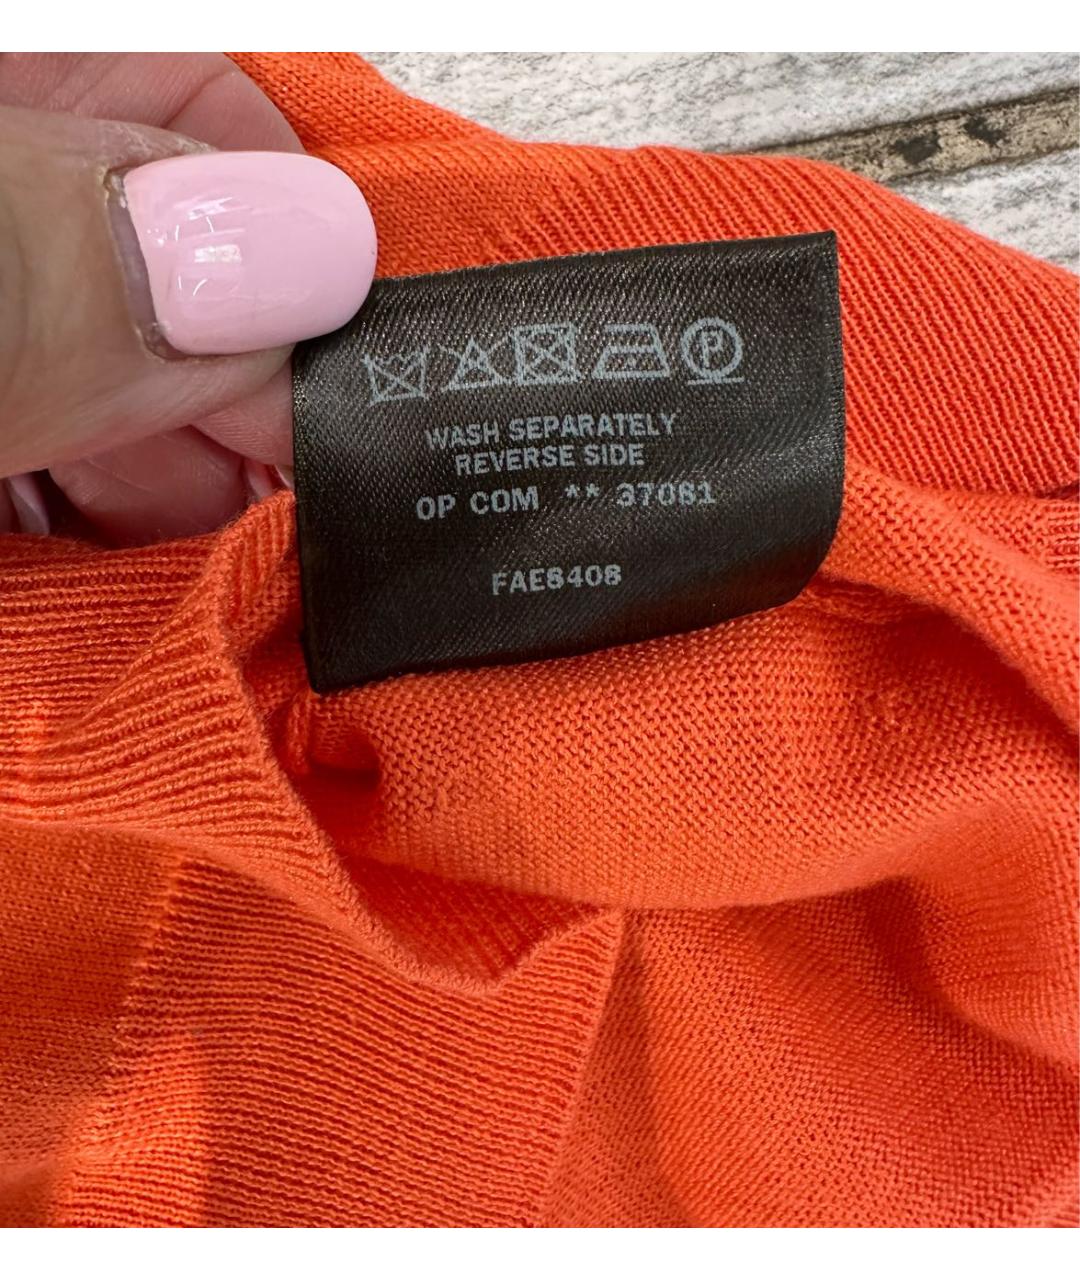 P
WASH SEPARATELY
REVERSE SIDE
OP COM ** 37081
FAE8408